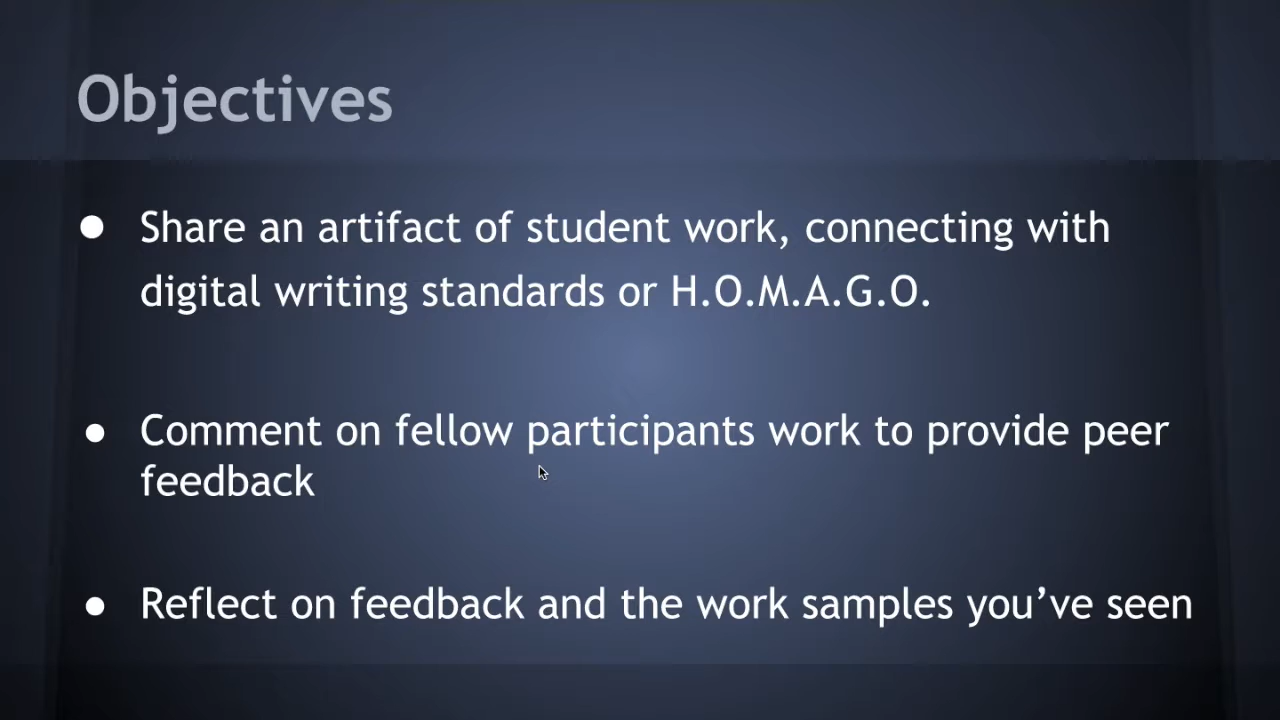 Objectives
● Share an artifact of student work, connecting with
digital writing standards or H.O.M.A.G.O.
● Comment on fellow participants work to provide peer
feedback
● Reflect on feedback and the work samples you’ve seen